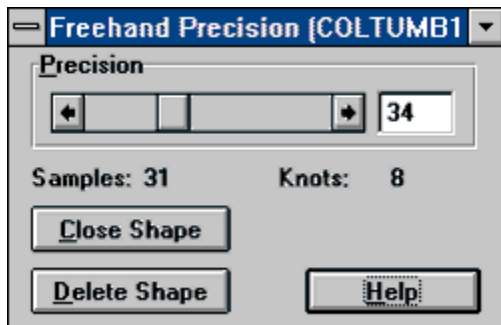 Freehand Precision (COLTUMB1
Precision
34
Samples: 31 Knots: 8
Close Shape
Delete Shape Help